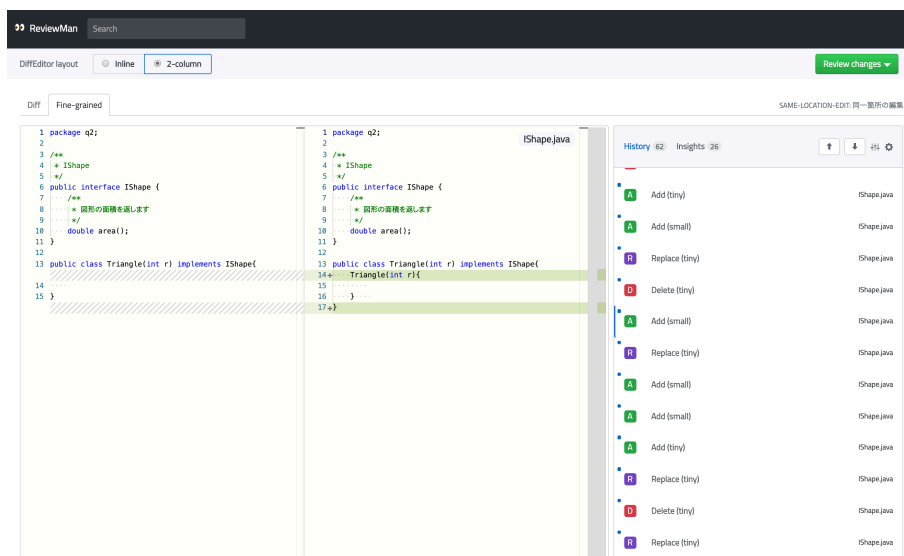 ReviewMan
Search
DiffEditor layout
Inline
2-column
Review changes
Diff
Fine-grained
SAME-LOCATION-EDIT: 同一箇所の編集
1 package q2;
2
3 /**
4 * IShape
5 */
6 public interface IShape {
7 /**
8 * 図形の面積を返します
9 */
10 double area();
11 }
12
13 public class Triangle(int r) implements IShape{
14
15 }
IShape.java
1 package q2;
2
3 /**
4 * IShape
5 */
6 public interface IShape {
7 /**
8 * 図形の面積を返します
9 */
10 double area();
11 }
12
13 public class Triangle(int r) implements IShape{
14+ Triangle(int r){
15
16 }
17+}
History 62 Insights 26
A Add (tiny) IShape.java
A Add (small) IShape.java
R Replace (tiny) IShape.java
D Delete (tiny) IShape.java
A Add (small) IShape.java
R Replace (tiny) IShape.java
A Add (small) IShape.java
A Add (small) IShape.java
A Add (tiny) IShape.java
R Replace (tiny) IShape.java
D Delete (tiny) IShape.java
R Replace (tiny) IShape.java